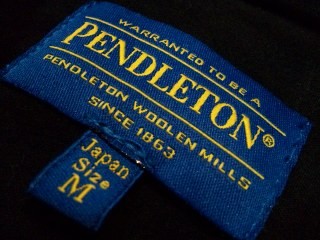 WARRANTED TO BE A
PENDLETON®
PENDLETON WOOLEN MILLS
SINCE 1863
Japan
Size
M